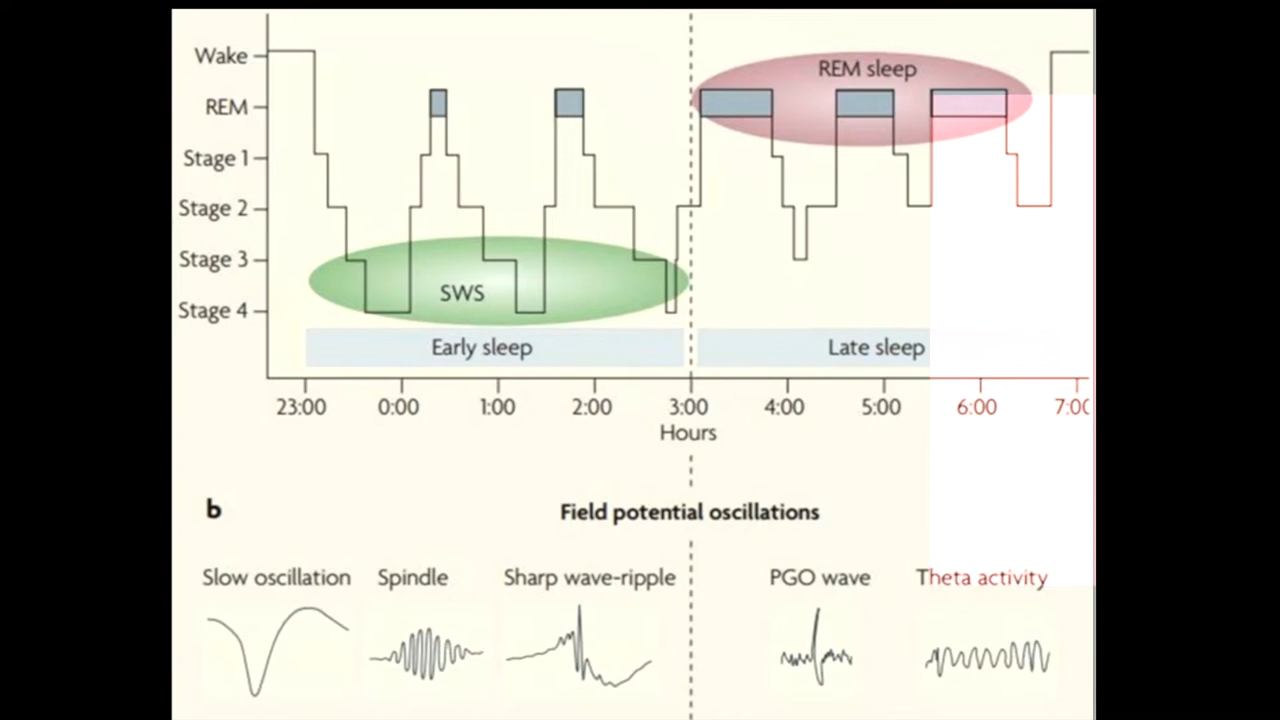 Wake
REM sleep
REM
Stage 1
Stage 2
Stage 3
SWS
Stage 4
Early sleep Late sleep
23:00 0:00 1:00 2:00 3:00 4:00 5:00 6:00 7:00
Hours
b Field potential oscillations
Slow oscillation Spindle Sharp wave-ripple PGO wave Theta activity